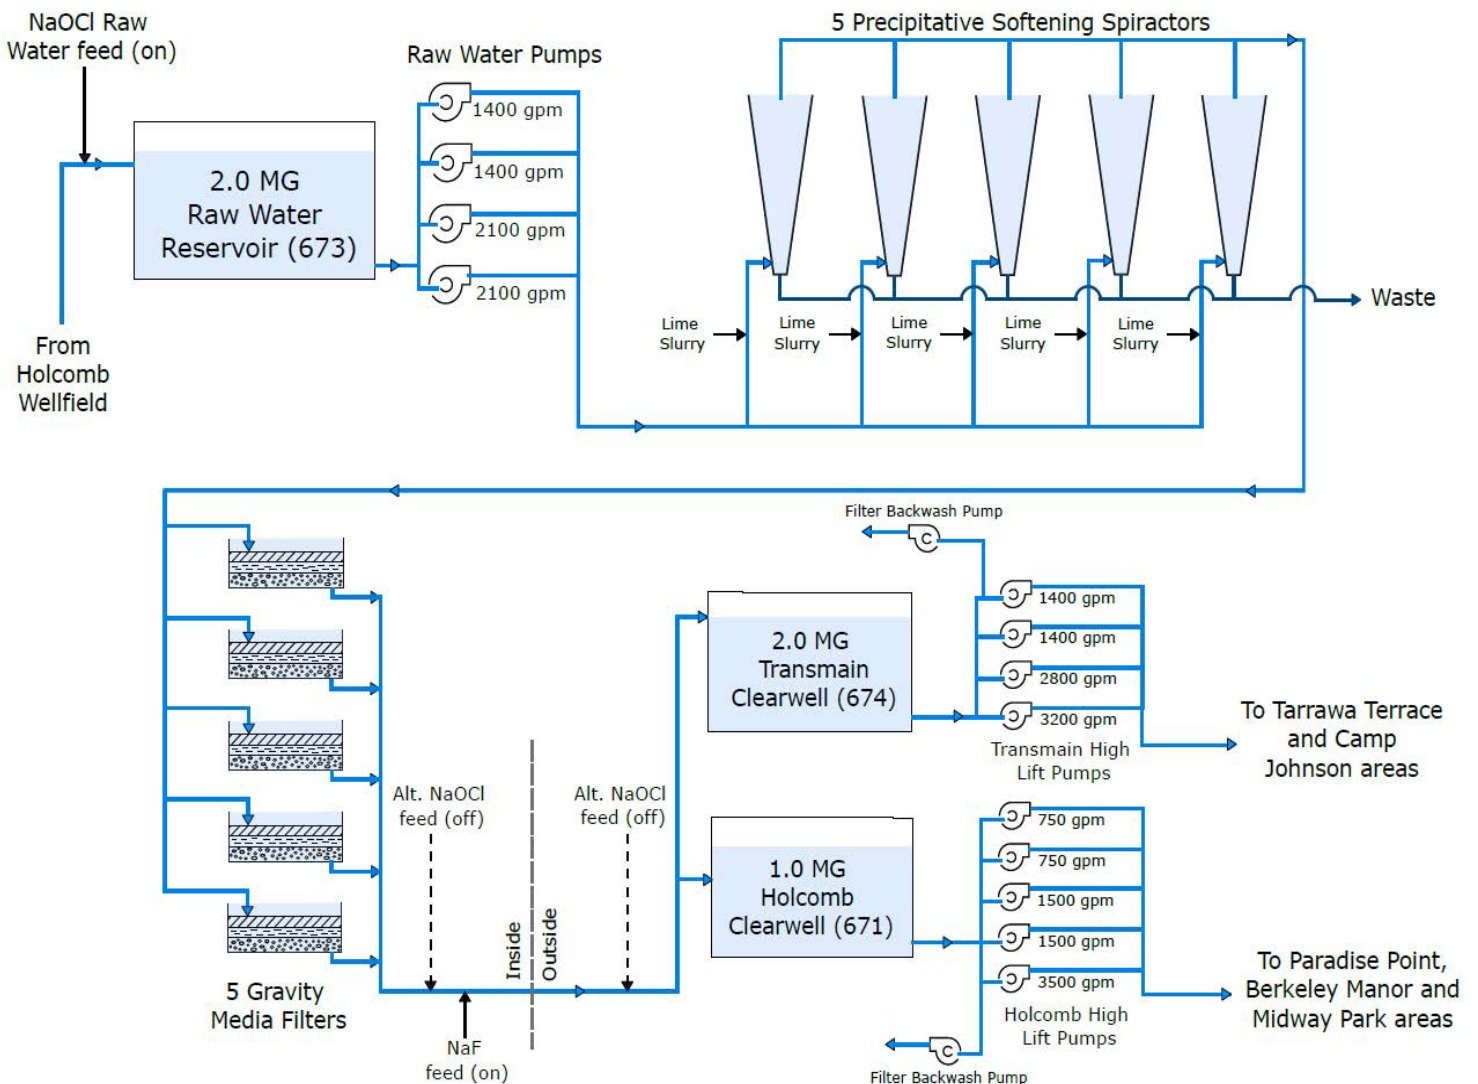 NaOCl Raw
Water feed (on)
Raw Water Pumps
5 Precipitative Softening Spiractors
1400 gpm
1400 gpm
2100 gpm
2100 gpm
2.0 MG
Raw Water
Reservoir (673)
From
Holcomb
Wellfield
Lime
Slurry
Lime
Slurry
Lime
Slurry
Lime
Slurry
Lime
Slurry
Waste
Filter Backwash Pump
1400 gpm
1400 gpm
2800 gpm
3200 gpm
Transmain High
Lift Pumps
2.0 MG
Transmain
Clearwell (674)
To Tarrawa Terrace
and Camp
Johnson areas
Alt. NaOCl
feed (off)
Alt. NaOCl
feed (off)
Inside
Outside
1.0 MG
Holcomb
Clearwell (671)
750 gpm
750 gpm
1500 gpm
1500 gpm
3500 gpm
Holcomb High
Lift Pumps
To Paradise Point,
Berkeley Manor and
Midway Park areas
5 Gravity
Media Filters
NaF
feed (on)
Filter Backwash Pump